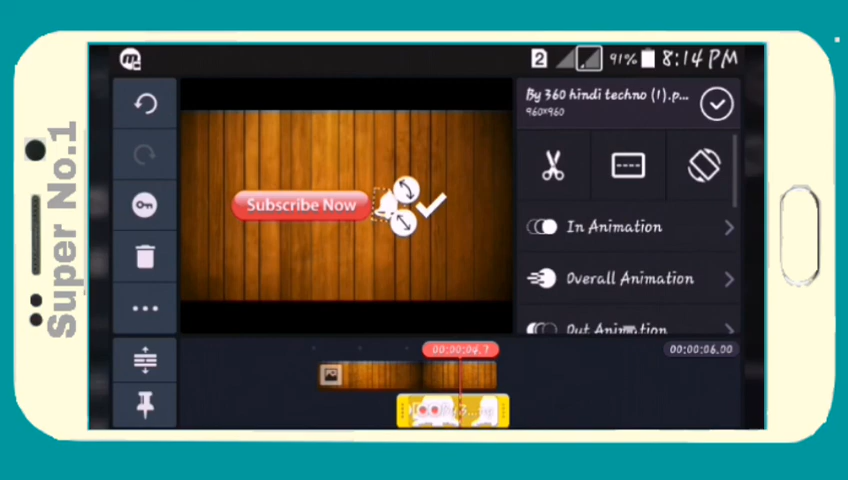 2 91% 8:14 PM
Super No.1
By 360 hindi techno (1).p...
960x960
Subscribe Now
In Animation
Overall Animation
Out Animation
00:00:04.7
00:00:06.00